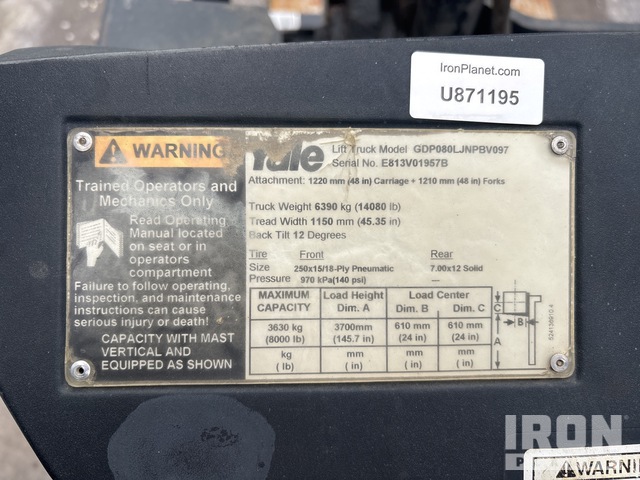 IronPlanet.com
U871195
WARNING
Trained Operators and
Mechanics Only
Read Operating
Manual located
on seat or in
operators
compartment
Failure to follow operating,
inspection, and maintenance
instructions can cause
serious injury or death!
CAPACITY WITH MAST
VERTICAL AND
EQUIPPED AS SHOWN
Yale
Lift Truck Model GDP080LJNPBV097
Serial No. E813V01957B
Attachment: 1220 mm (48 in) Carriage + 1210 mm (48 in) Forks
Truck Weight 6390 kg (14080 lb)
Tread Width 1150 mm (45.35 in)
Back Tilt 12 Degrees
Tire Front Rear
Size 250x15/18-Ply Pneumatic 7.00x12 Solid
Pressure 970 kPa(140 psi) —
MAXIMUM Load Height Load Center
CAPACITY Dim. A Dim. B Dim. C
3630 kg 3700mm 610 mm 610 mm
(8000 lb) (145.7 in) (24 in) (24 in)
kg mm mm mm
( lb) ( in) ( in) ( in)
C
B
A
524136910 4
WARNIN
IRON